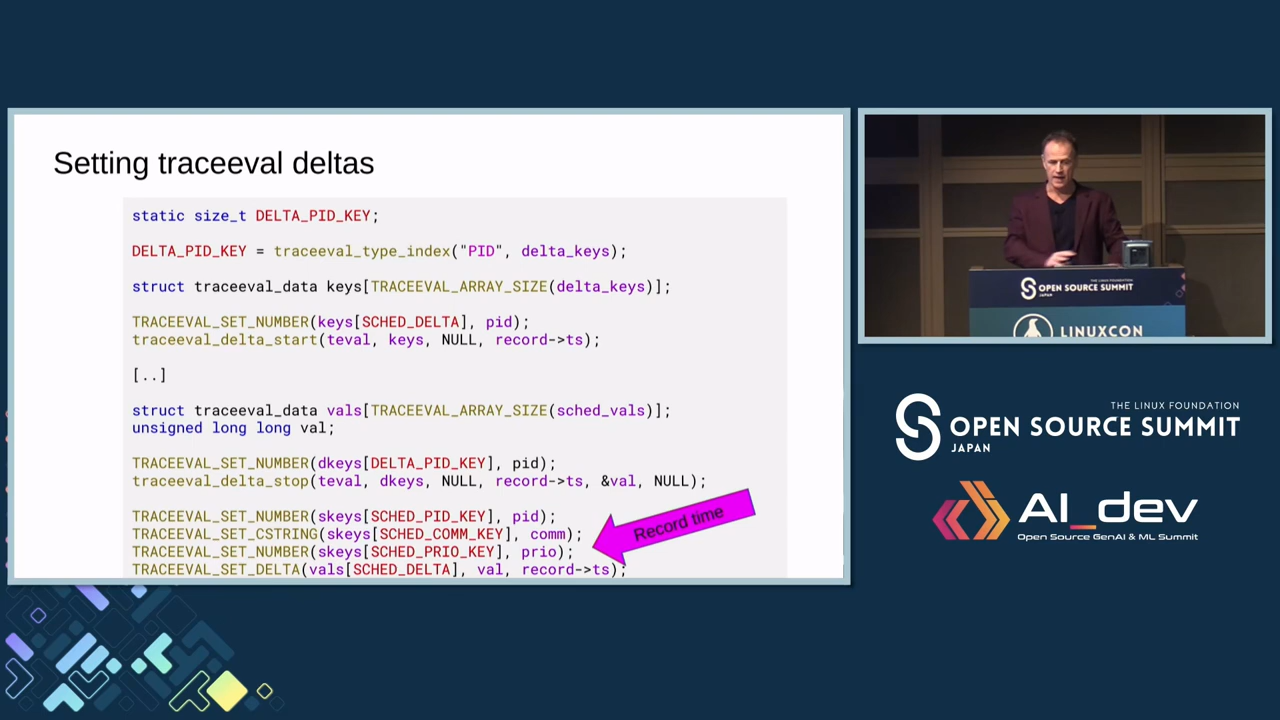 Setting traceeval deltas
static size_t DELTA_PID_KEY;
DELTA_PID_KEY = traceeval_type_index("PID", delta_keys);
struct traceeval_data keys[TRACEEVAL_ARRAY_SIZE(delta_keys)];
TRACEEVAL_SET_NUMBER(keys[SCHED_DELTA], pid);
traceeval_delta_start(teval, keys, NULL, record->ts);
[..]
struct traceeval_data vals[TRACEEVAL_ARRAY_SIZE(sched_vals)];
unsigned long long val;
TRACEEVAL_SET_NUMBER(dkeys[DELTA_PID_KEY], pid);
traceeval_delta_stop(teval, dkeys, NULL, record->ts, &val, NULL);
TRACEEVAL_SET_NUMBER(skeys[SCHED_PID_KEY], pid);
TRACEEVAL_SET_CSTRING(skeys[SCHED_COMM_KEY], comm);
TRACEEVAL_SET_NUMBER(skeys[SCHED_PRIO_KEY], prio);
TRACEEVAL_SET_DELTA(vals[SCHED_DELTA], val, record->ts);
Record time
THE LINUX FOUNDATION
OPEN SOURCE SUMMIT
JAPAN
LINUXCON
THE LINUX FOUNDATION
OPEN SOURCE SUMMIT
JAPAN
AI_dev
Open Source GenAI & ML Summit